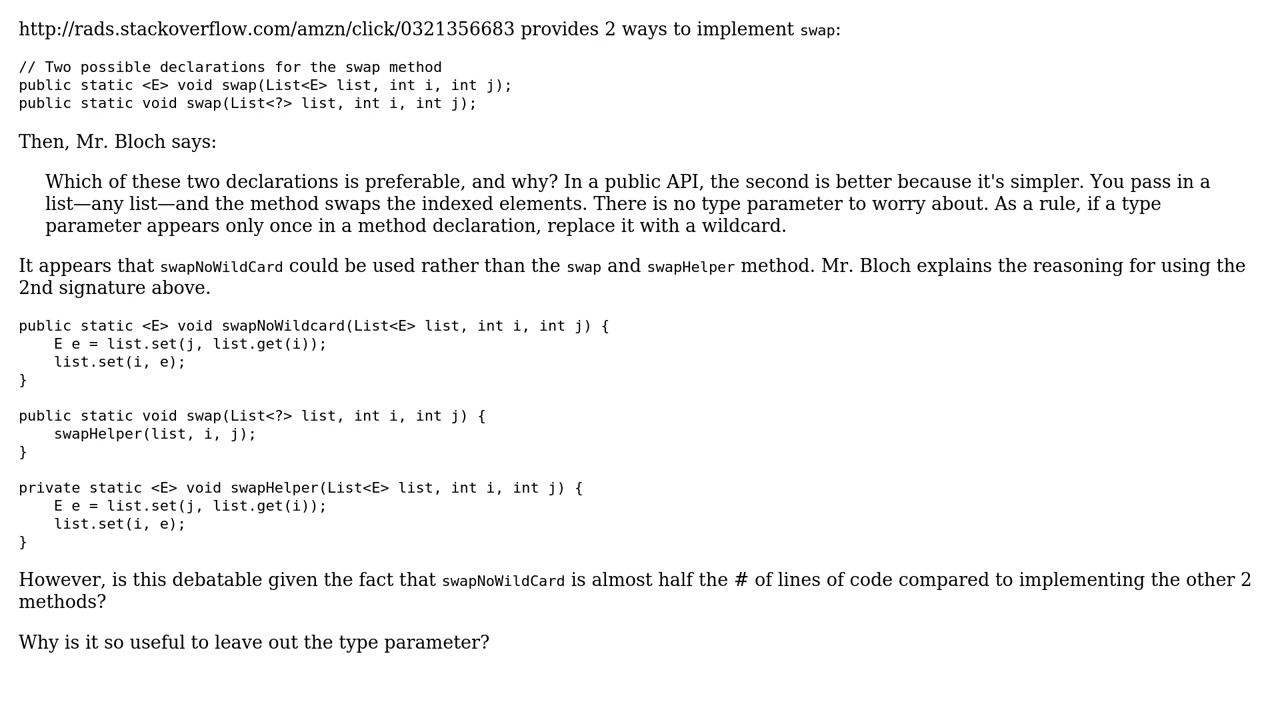 http://rads.stackoverflow.com/amzn/click/0321356683 provides 2 ways to implement swap:
// Two possible declarations for the swap method
public static <E> void swap(List<E> list, int i, int j);
public static void swap(List<?> list, int i, int j);
Then, Mr. Bloch says:
Which of these two declarations is preferable, and why? In a public API, the second is better because it's simpler. You pass in a
list—any list—and the method swaps the indexed elements. There is no type parameter to worry about. As a rule, if a type
parameter appears only once in a method declaration, replace it with a wildcard.
It appears that swapNoWildCard could be used rather than the swap and swapHelper method. Mr. Bloch explains the reasoning for using the
2nd signature above.
public static <E> void swapNoWildcard(List<E> list, int i, int j) {
    E e = list.set(j, list.get(i));
    list.set(i, e);
}
public static void swap(List<?> list, int i, int j) {
    swapHelper(list, i, j);
}
private static <E> void swapHelper(List<E> list, int i, int j) {
    E e = list.set(j, list.get(i));
    list.set(i, e);
}
However, is this debatable given the fact that swapNoWildCard is almost half the # of lines of code compared to implementing the other 2
methods?
Why is it so useful to leave out the type parameter?